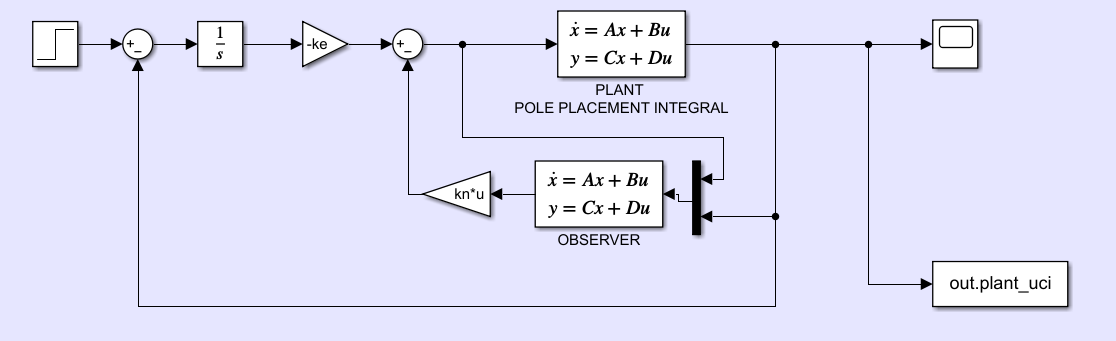 +
−
1
s
-ke
+
−
ẋ = Ax + Bu
y = Cx + Du
PLANT
POLE PLACEMENT INTEGRAL
kn*u
ẋ = Ax + Bu
y = Cx + Du
OBSERVER
out.plant_uci